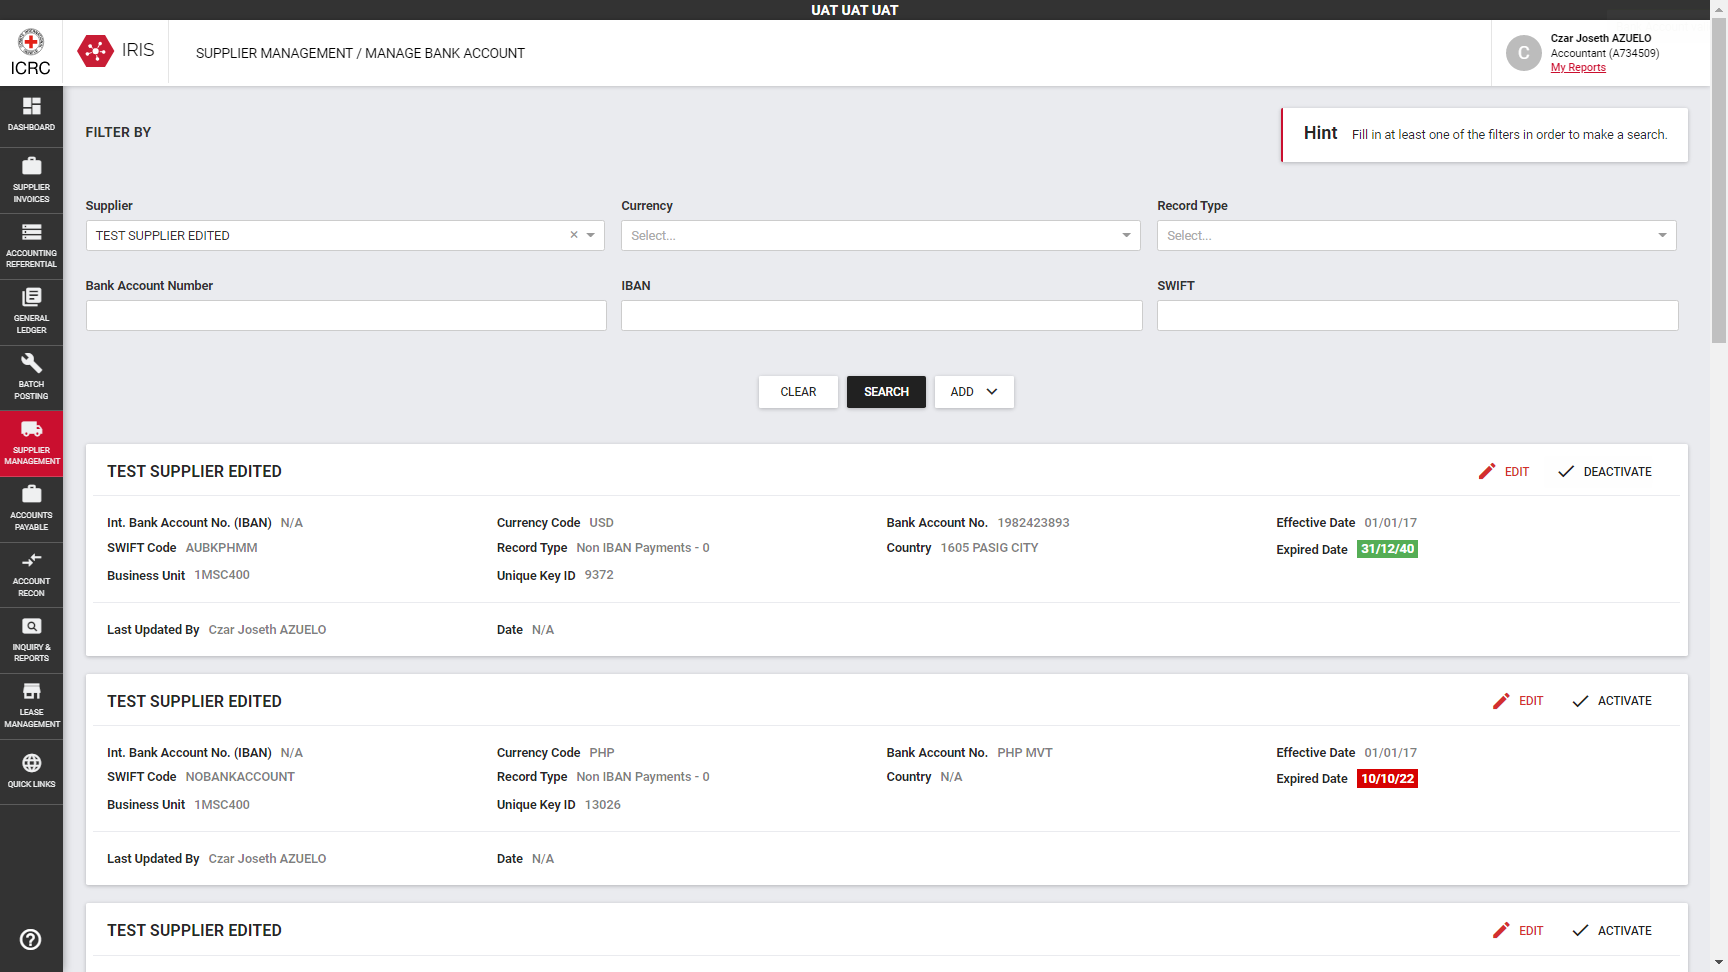 UAT UAT UAT
ICRC
IRIS
SUPPLIER MANAGEMENT / MANAGE BANK ACCOUNT
C
Czar Joseth AZUELO
Accountant (A734509)
My Reports
DASHBOARD
SUPPLIER
INVOICES
ACCOUNTING
REFERENTIAL
GENERAL
LEDGER
BATCH
POSTING
SUPPLIER
MANAGEMENT
ACCOUNTS
PAYABLE
ACCOUNT
RECON
INQUIRY &
REPORTS
LEASE
MANAGEMENT
QUICK LINKS
FILTER BY
Hint Fill in at least one of the filters in order to make a search.
Supplier Currency Record Type
TEST SUPPLIER EDITED × Select... Select...
Bank Account Number IBAN SWIFT
CLEAR SEARCH ADD
TEST SUPPLIER EDITED EDIT DEACTIVATE
Int. Bank Account No. (IBAN) N/A Currency Code USD Bank Account No. 1982423893 Effective Date 01/01/17
SWIFT Code AUBKPHMM Record Type Non IBAN Payments - 0 Country 1605 PASIG CITY Expired Date 31/12/40
Business Unit 1MSC400 Unique Key ID 9372
Last Updated By Czar Joseth AZUELO Date N/A
TEST SUPPLIER EDITED EDIT ACTIVATE
Int. Bank Account No. (IBAN) N/A Currency Code PHP Bank Account No. PHP MVT Effective Date 01/01/17
SWIFT Code NOBANKACCOUNT Record Type Non IBAN Payments - 0 Country N/A Expired Date 10/10/22
Business Unit 1MSC400 Unique Key ID 13026
Last Updated By Czar Joseth AZUELO Date N/A
TEST SUPPLIER EDITED EDIT ACTIVATE